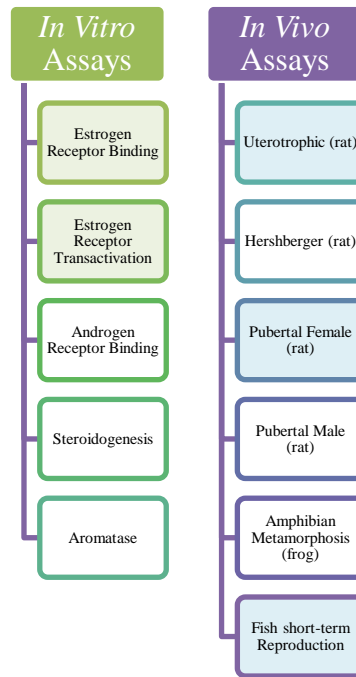 In Vitro
Assays
Estrogen
Receptor Binding
Estrogen
Receptor
Transactivation
Androgen
Receptor Binding
Steroidogenesis
Aromatase
In Vivo
Assays
Uterotrophic (rat)
Hershberger (rat)
Pubertal Female
(rat)
Pubertal Male
(rat)
Amphibian
Metamorphosis
(frog)
Fish short-term
Reproduction